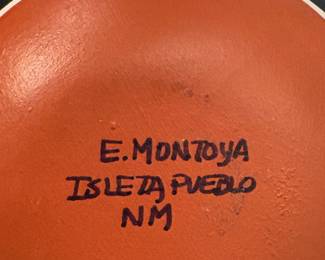 E. MONTOYA
ISLETA PUEBLO
NM